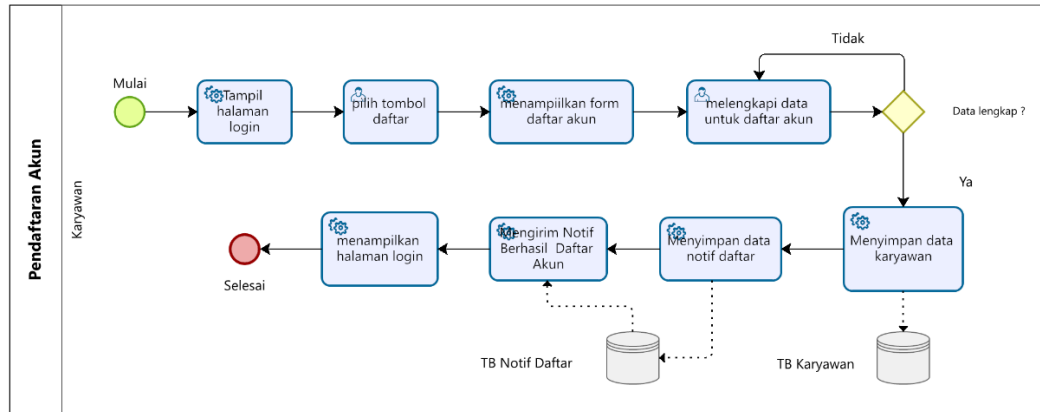 Pendaftaran Akun
Karyawan
Mulai
Tampil
halaman
login
pilih tombol
daftar
menampiilkan form
daftar akun
melengkapi data
untuk daftar akun
Tidak
Data lengkap ?
Ya
Menyimpan data
karyawan
Menyimpan data
notif daftar
Mengirim Notif
Berhasil Daftar
Akun
menampilkan
halaman login
Selesai
TB Notif Daftar
TB Karyawan